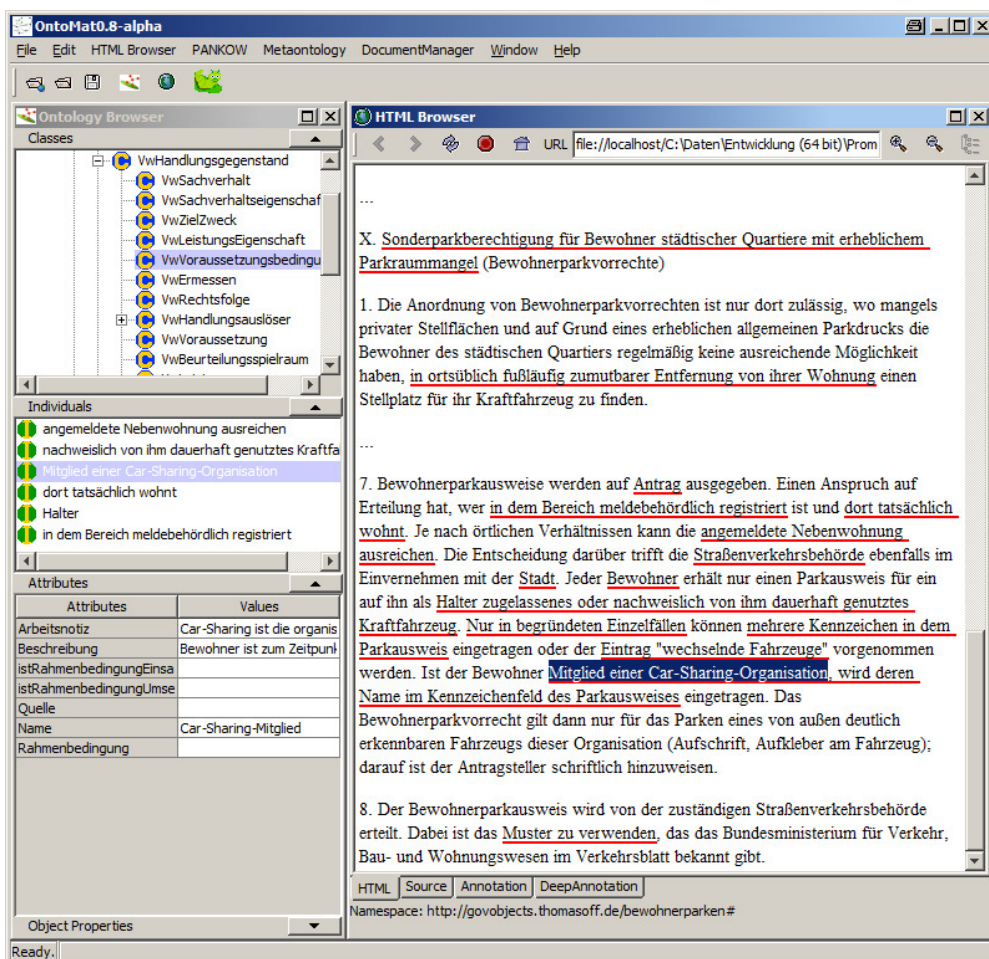 OntoMat0.8-alpha
File Edit HTML Browser PANKOW Metaontology DocumentManager Window Help
Ontology Browser
Classes
VwHandlungsgegenstand
VwSachverhalt
VwSachverhaltseigenschaf
VwZielZweck
VwLeistungsEigenschaft
VwVoraussetzungsbedingu
VwErmessen
VwRechtsfolge
VwHandlungsauslöser
VwVoraussetzung
VwBeurteilungsspielraum
Individuals
angemeldete Nebenwohnung ausreichen
nachweislich von ihm dauerhaft genutztes Kraftfa
Mitglied einer Car-Sharing-Organisation
dort tatsächlich wohnt
Halter
in dem Bereich meldebehördlich registriert
Attributes
Attributes Values
Arbeitsnotiz Car-Sharing ist die organis
Beschreibung Bewohner ist zum Zeitpunk
istRahmenbedingungEinsa
istRahmenbedingungUmse
Quelle
Name Car-Sharing-Mitglied
Rahmenbedingung
Object Properties
Ready.
HTML Browser
URL file://localhost/C:\Daten\Entwicklung (64 bit)\Prom
...
X. Sonderparkberechtigung für Bewohner städtischer Quartiere mit erheblichem
Parkraummangel (Bewohnerparkvorrechte)
1. Die Anordnung von Bewohnerparkvorrechten ist nur dort zulässig, wo mangels
privater Stellflächen und auf Grund eines erheblichen allgemeinen Parkdrucks die
Bewohner des städtischen Quartiers regelmäßig keine ausreichende Möglichkeit
haben, in ortsüblich fußläufig zumutbarer Entfernung von ihrer Wohnung einen
Stellplatz für ihr Kraftfahrzeug zu finden.
...
7. Bewohnerparkausweise werden auf Antrag ausgegeben. Einen Anspruch auf
Erteilung hat, wer in dem Bereich meldebehördlich registriert ist und dort tatsächlich
wohnt. Je nach örtlichen Verhältnissen kann die angemeldete Nebenwohnung
ausreichen. Die Entscheidung darüber trifft die Straßenverkehrsbehörde ebenfalls im
Einvernehmen mit der Stadt. Jeder Bewohner erhält nur einen Parkausweis für ein
auf ihn als Halter zugelassenes oder nachweislich von ihm dauerhaft genutztes
Kraftfahrzeug. Nur in begründeten Einzelfällen können mehrere Kennzeichen in dem
Parkausweis eingetragen oder der Eintrag "wechselnde Fahrzeuge" vorgenommen
werden. Ist der Bewohner Mitglied einer Car-Sharing-Organisation, wird deren
Name im Kennzeichenfeld des Parkausweises eingetragen. Das
Bewohnerparkvorrecht gilt dann nur für das Parken eines von außen deutlich
erkennbaren Fahrzeugs dieser Organisation (Aufschrift, Aufkleber am Fahrzeug);
darauf ist der Antragsteller schriftlich hinzuweisen.
8. Der Bewohnerparkausweis wird von der zuständigen Straßenverkehrsbehörde
erteilt. Dabei ist das Muster zu verwenden, das das Bundesministerium für Verkehr,
Bau- und Wohnungswesen im Verkehrsblatt bekannt gibt.
HTML Source Annotation DeepAnnotation
Namespace: http://govobjects.thomasoff.de/bewohnerparken#